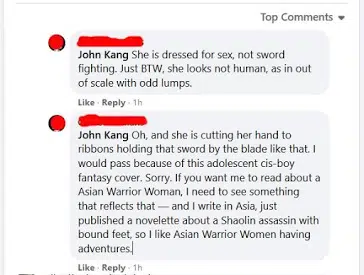 Top Comments
John Kang She is dressed for sex, not sword
fighting. Just BTW, she looks not human, as in out
of scale with odd lumps.
Like · Reply · 1h
John Kang Oh, and she is cutting her hand to
ribbons holding that sword by the blade like that. I
would pass because of this adolescent cis-boy
fantasy cover. Sorry. If you want me to read about a
Asian Warrior Woman, I need to see something
that reflects that — and I write in Asia, just
published a novelette about a Shaolin assassin with
bound feet, so I like Asian Warrior Women having
adventures.
Like · Reply · 1h